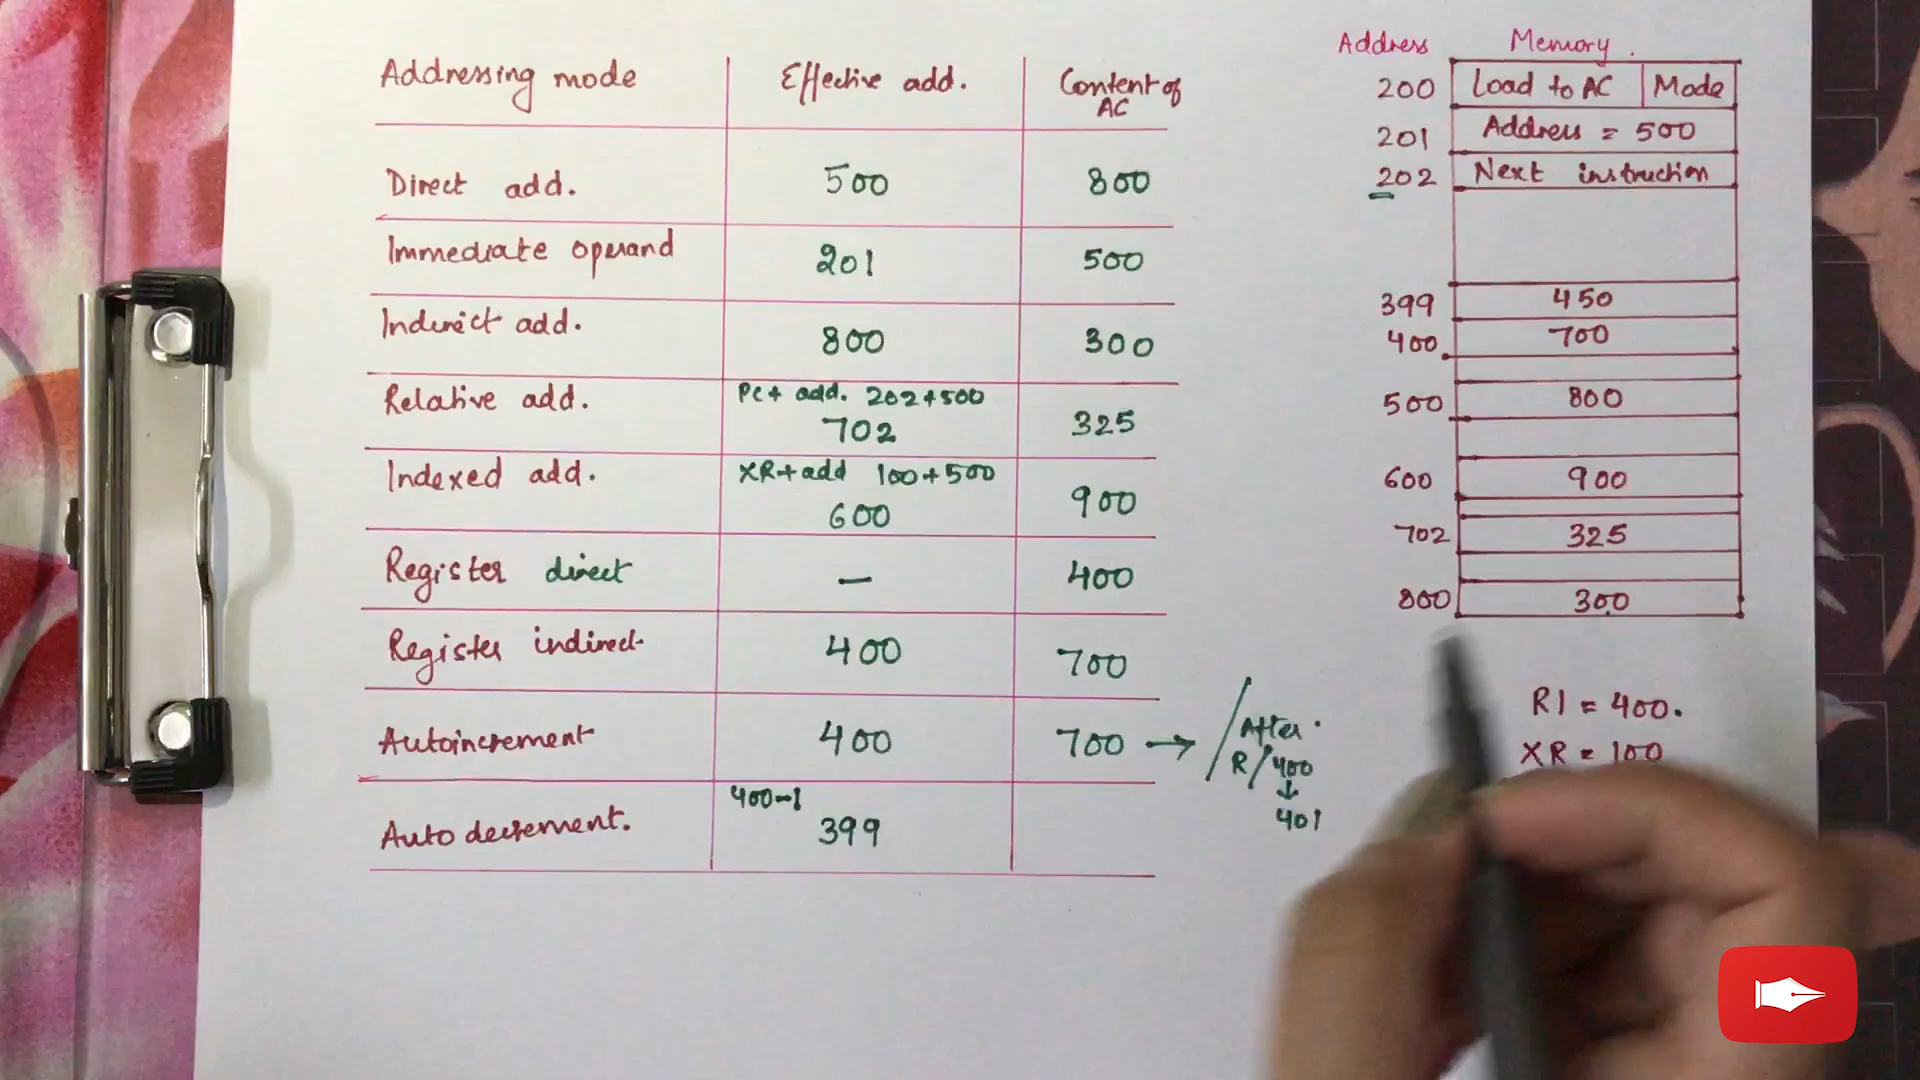 Addressing mode Effective add. Content of AC
Direct add. 500 800
Immediate operand 201 500
Indirect add. 800 300
Relative add. PC+ add. 202+500 702 325
Indexed add. XR+add 100+500 600 900
Register direct — 400
Register indirect 400 700
Autoincrement 400 700 →
/After.
R/400
↓
401
Auto decrement. 400-1 399
Address Memory.
200 Load to AC Mode
201 Address = 500
202 Next instruction
399 450
400 700
500 800
600 900
702 325
800 300
R1 = 400.
XR = 100